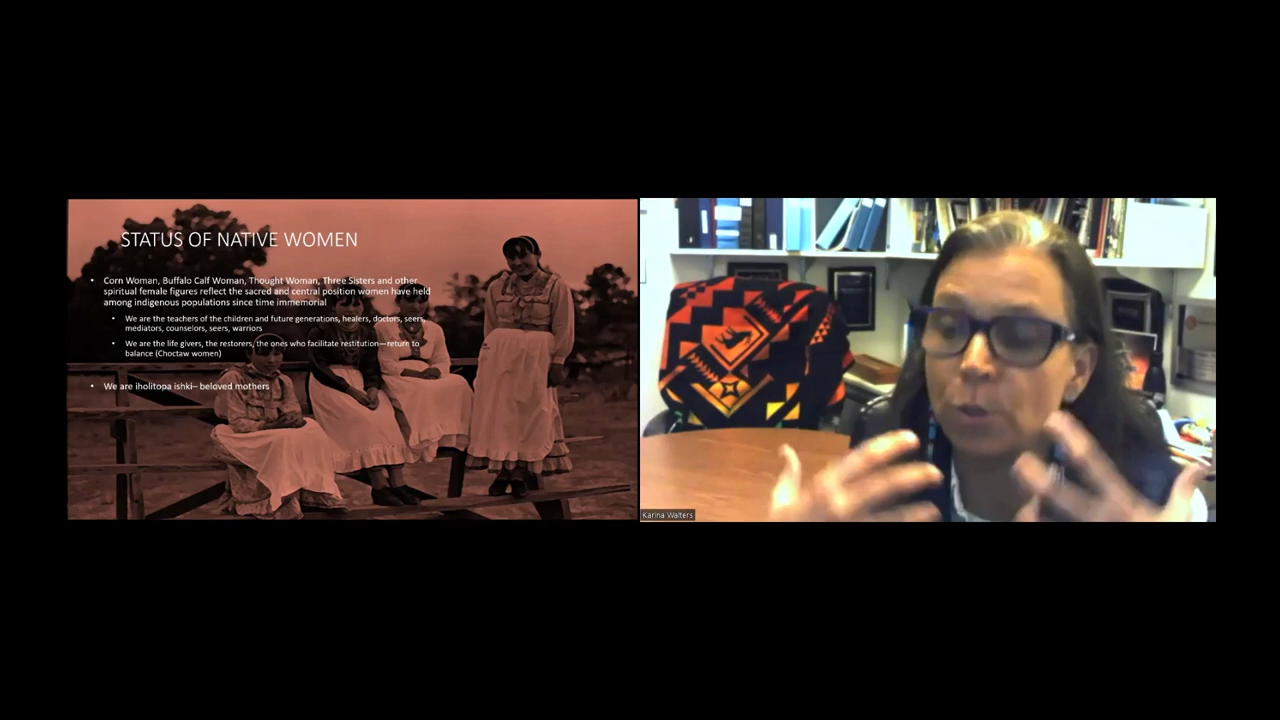 STATUS OF NATIVE WOMEN
• Corn Woman, Buffalo Calf Woman, Thought Woman, Three Sisters and other
spiritual female figures reflect the sacred and central position women have held
among indigenous populations since time immemorial
• We are the teachers of the children and future generations, healers, doctors, seers,
mediators, counselors, seers, warriors
• We are the life givers, the restorers, the ones who facilitate restitution—return to
balance (Choctaw women)
• We are iholitopa ishki– beloved mothers
Karina Walters